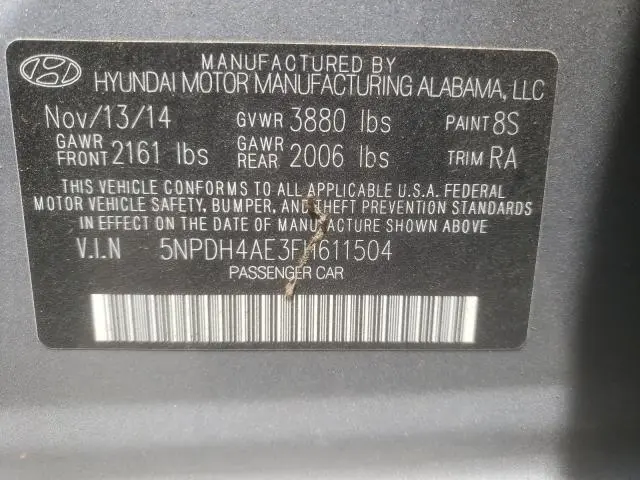 MANUFACTURED BY
HYUNDAI MOTOR MANUFACTURING ALABAMA, LLC
Nov/13/14 GVWR 3880 lbs PAINT 8S
GAWR FRONT 2161 lbs GAWR REAR 2006 lbs TRIM RA
THIS VEHICLE CONFORMS TO ALL APPLICABLE U.S.A. FEDERAL
MOTOR VEHICLE SAFETY, BUMPER, AND THEFT PREVENTION STANDARDS
IN EFFECT ON THE DATE OF MANUFACTURE SHOWN ABOVE
V.I.N 5NPDH4AE3FH611504
PASSENGER CAR